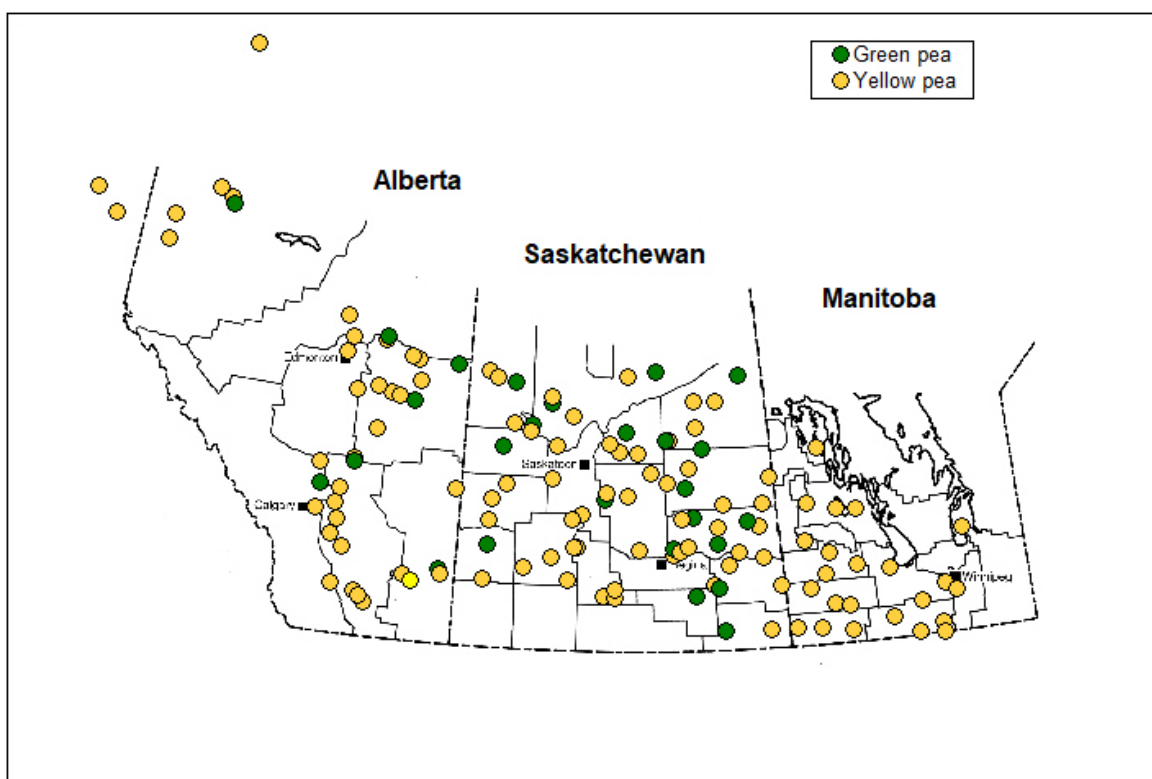 Green pea
Yellow pea
Alberta
Saskatchewan
Manitoba
Edmonton
Saskatoon
Calgary
Winnipeg